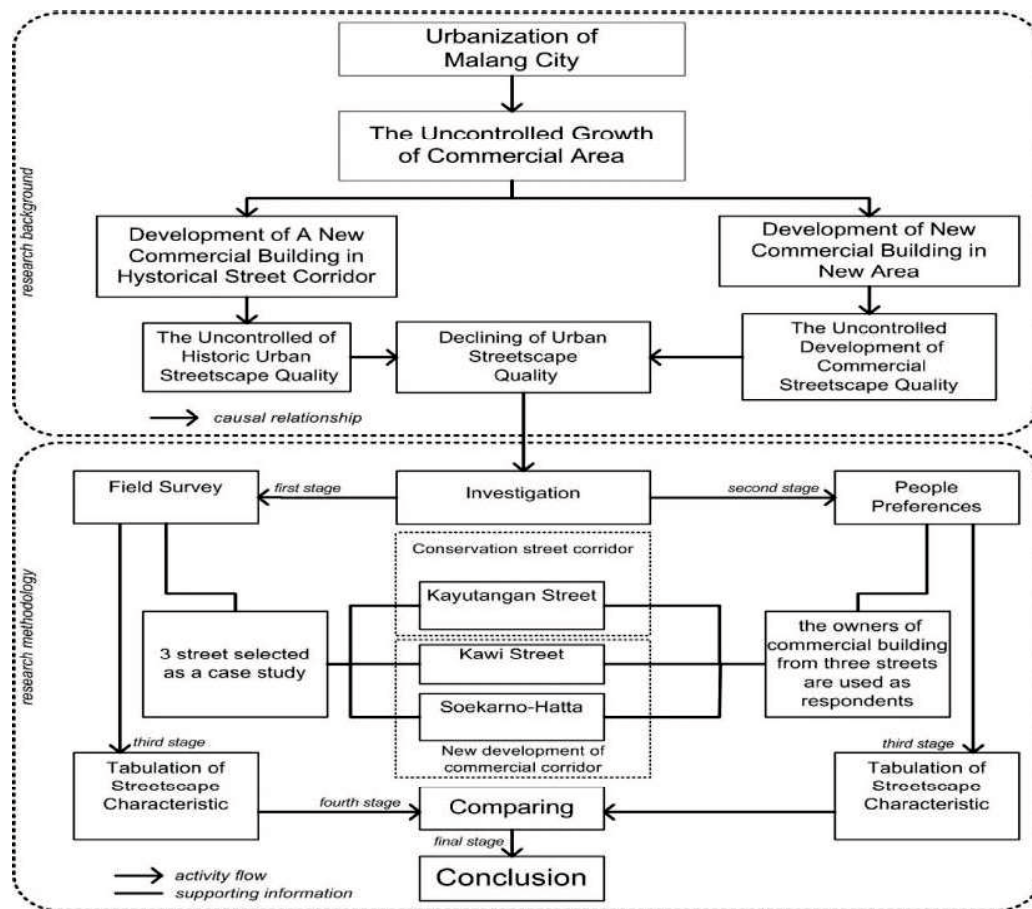 Urbanization of
Malang City
The Uncontrolled Growth
of Commercial Area
research background
Development of A New
Commercial Building in
Hystorical Street Corridor
Development of New
Commercial Building in
New Area
The Uncontrolled of
Historic Urban
Streetscape Quality
Declining of Urban
Streetscape
Quality
The Uncontrolled
Development of
Commercial
Streetscape Quality
causal relationship
research methodology
Field Survey
first stage
Investigation
second stage
People
Preferences
Conservation street corridor
Kayutangan Street
3 street selected
as a case study
Kawi Street
Soekarno-Hatta
New development of
commercial corridor
the owners of
commercial building
from three streets
are used as
respondents
third stage
third stage
Tabulation of
Streetscape
Characteristic
fourth stage
Comparing
Tabulation of
Streetscape
Characteristic
final stage
Conclusion
activity flow
supporting information